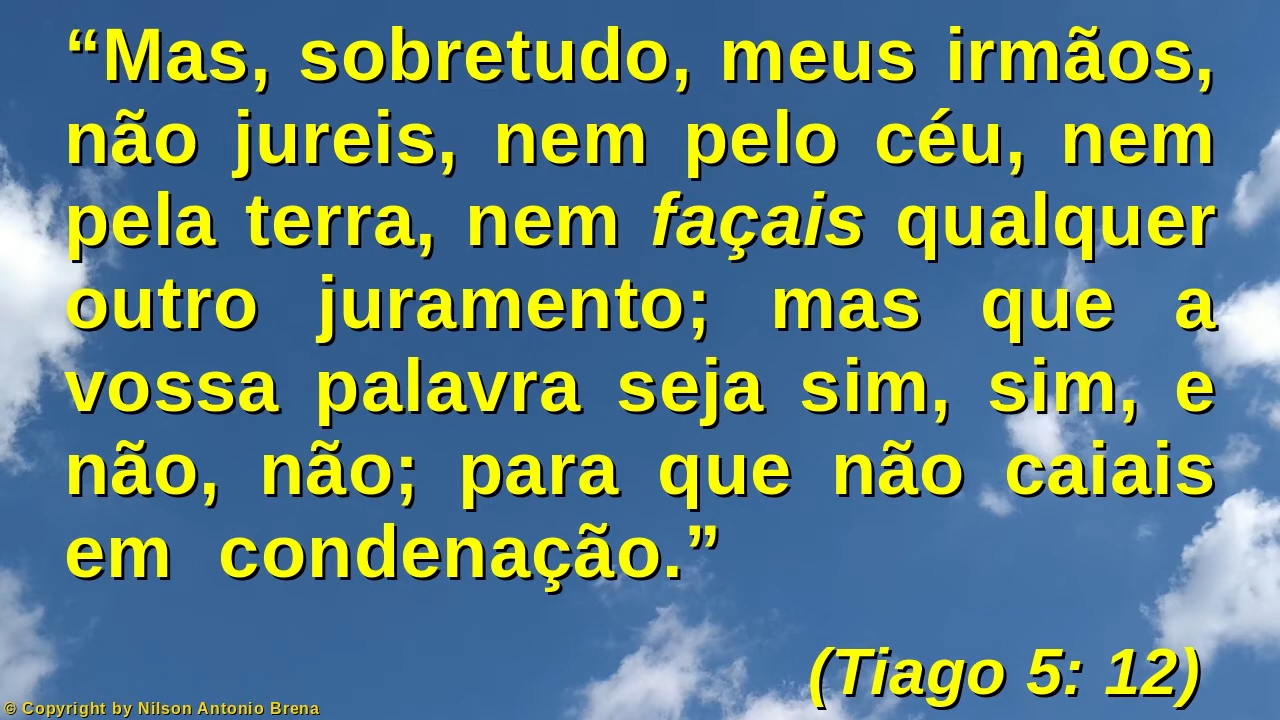 “Mas, sobretudo, meus irmãos,
não jureis, nem pelo céu, nem
pela terra, nem façais qualquer
outro juramento; mas que a
vossa palavra seja sim, sim, e
não, não; para que não caiais
em condenação.”
(Tiago 5: 12)
© Copyright by Nilson Antonio Brena